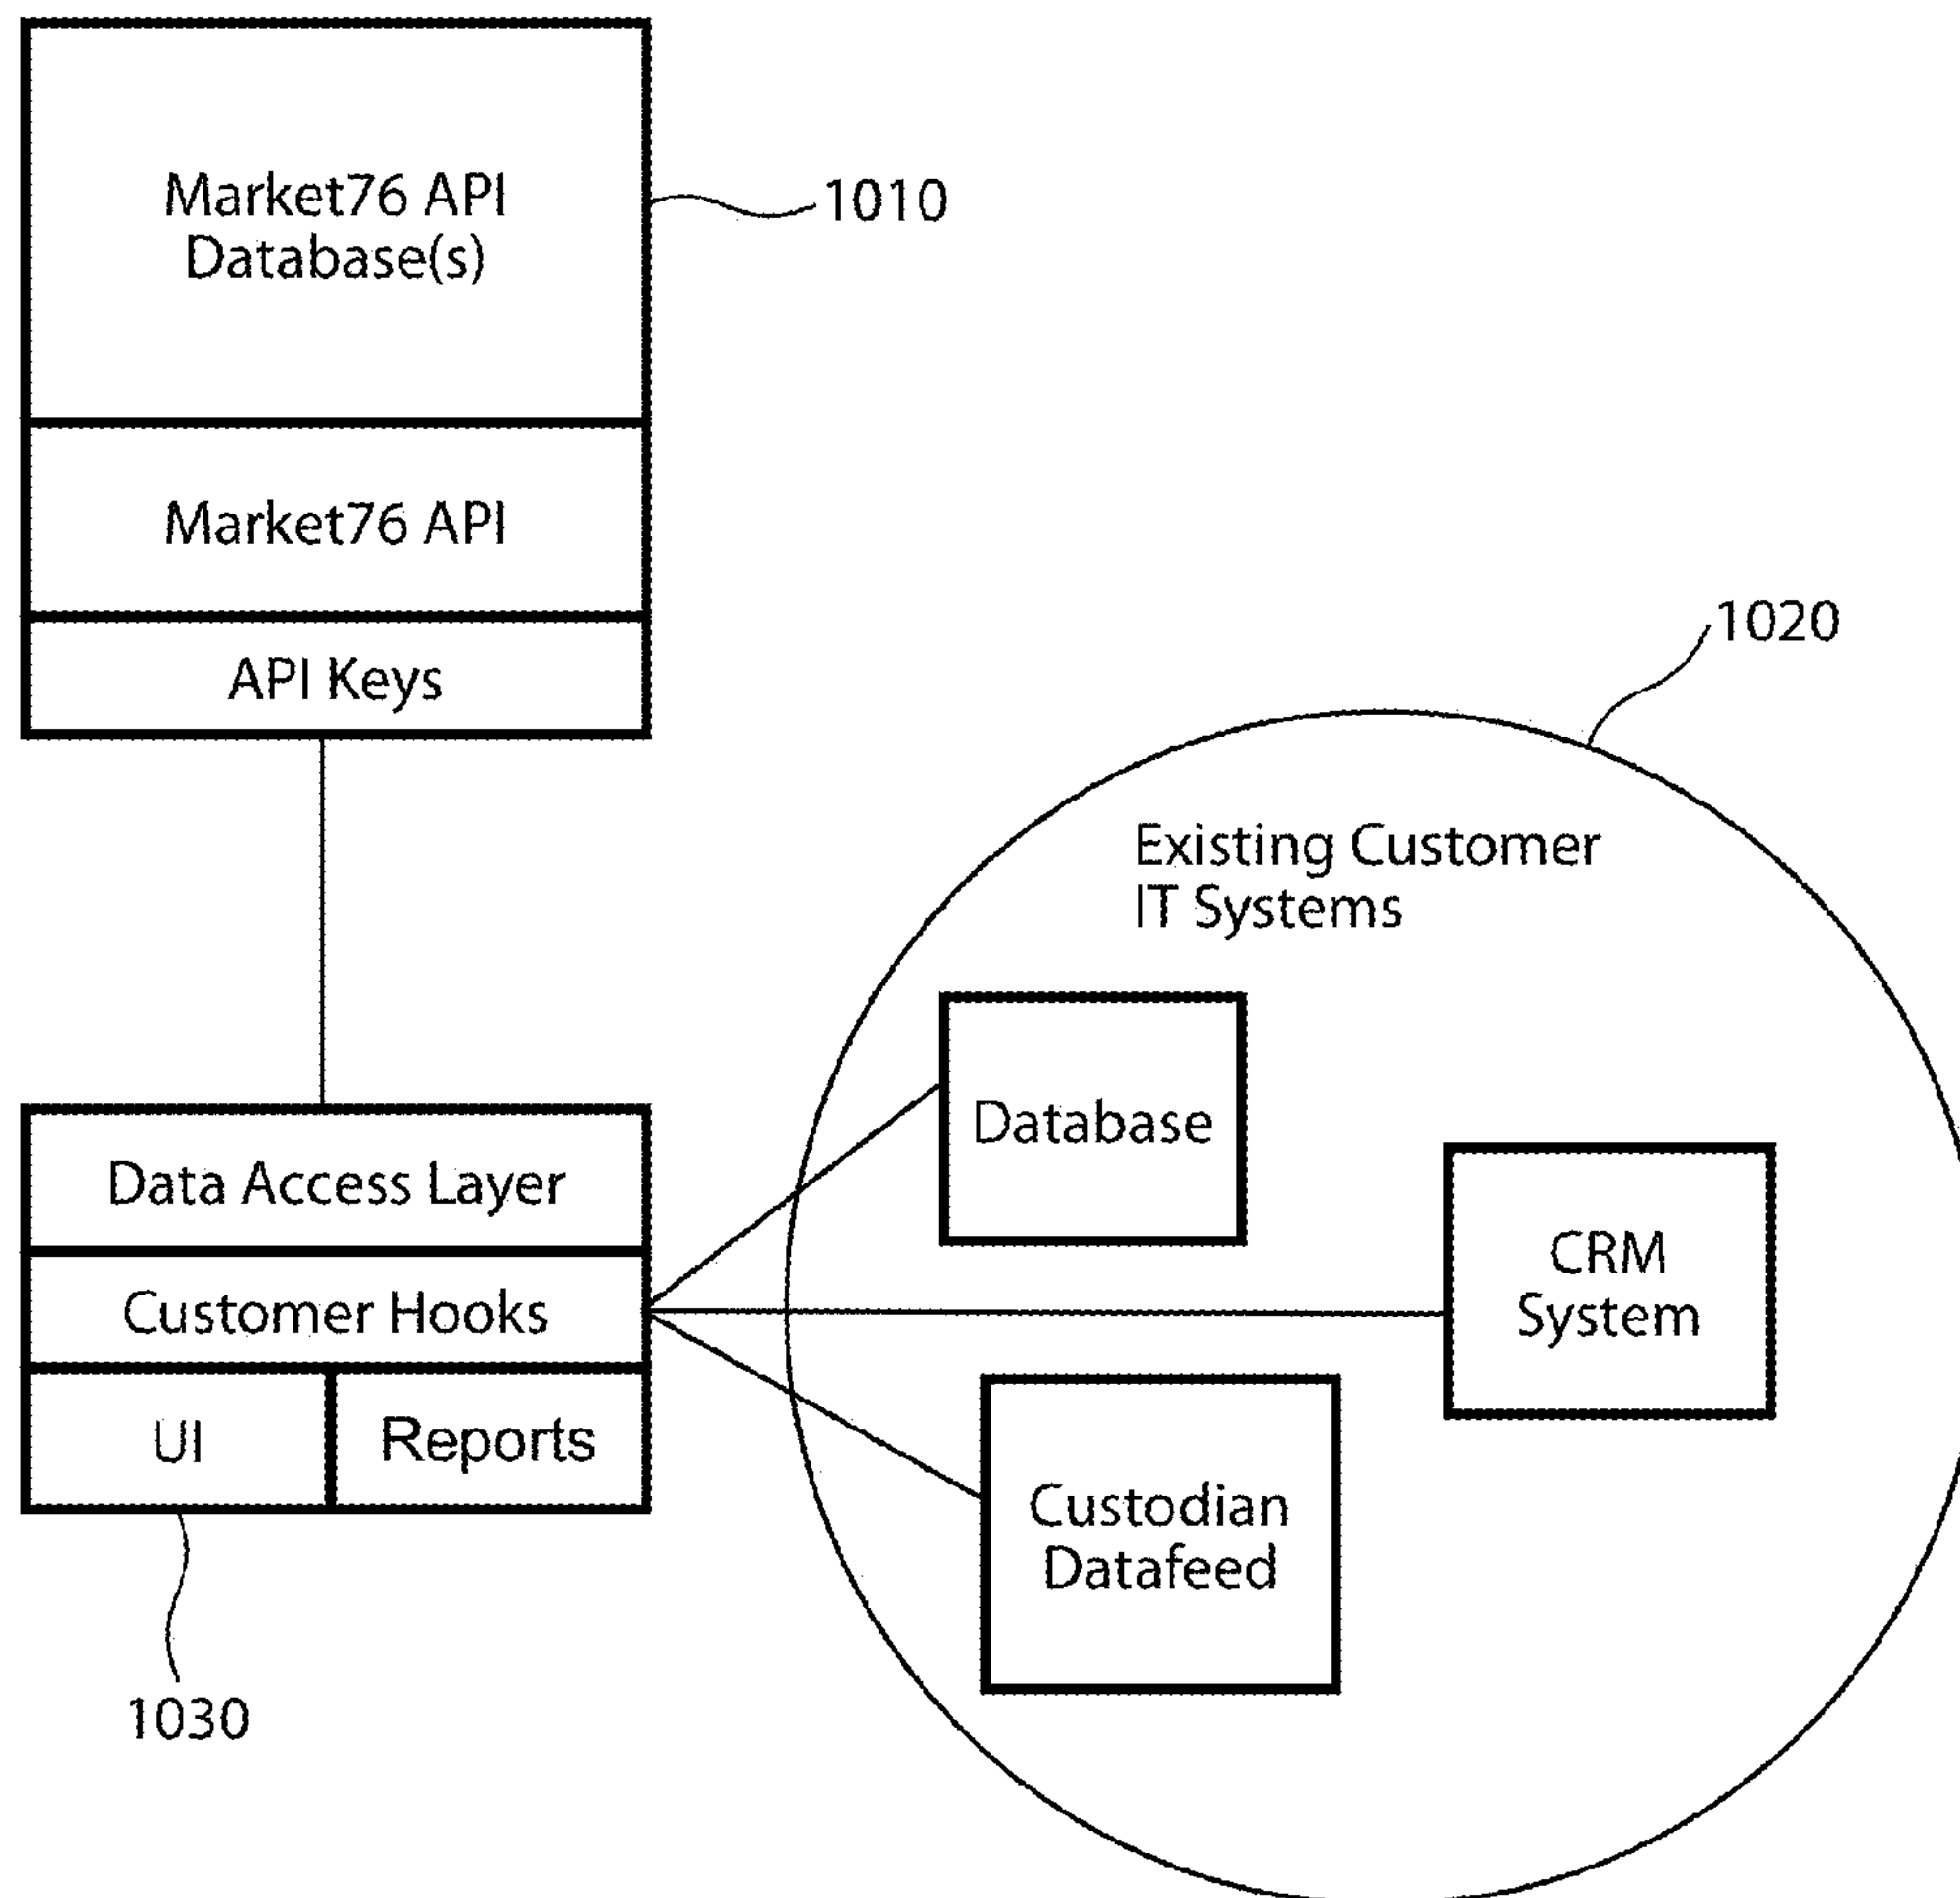 Market76 API
Database(s)
1010
Market76 API
API Keys
1020
Existing Customer
IT Systems
Database
Data Access Layer
Customer Hooks
CRM
System
UI
Reports
Custodian
Datafeed
1030